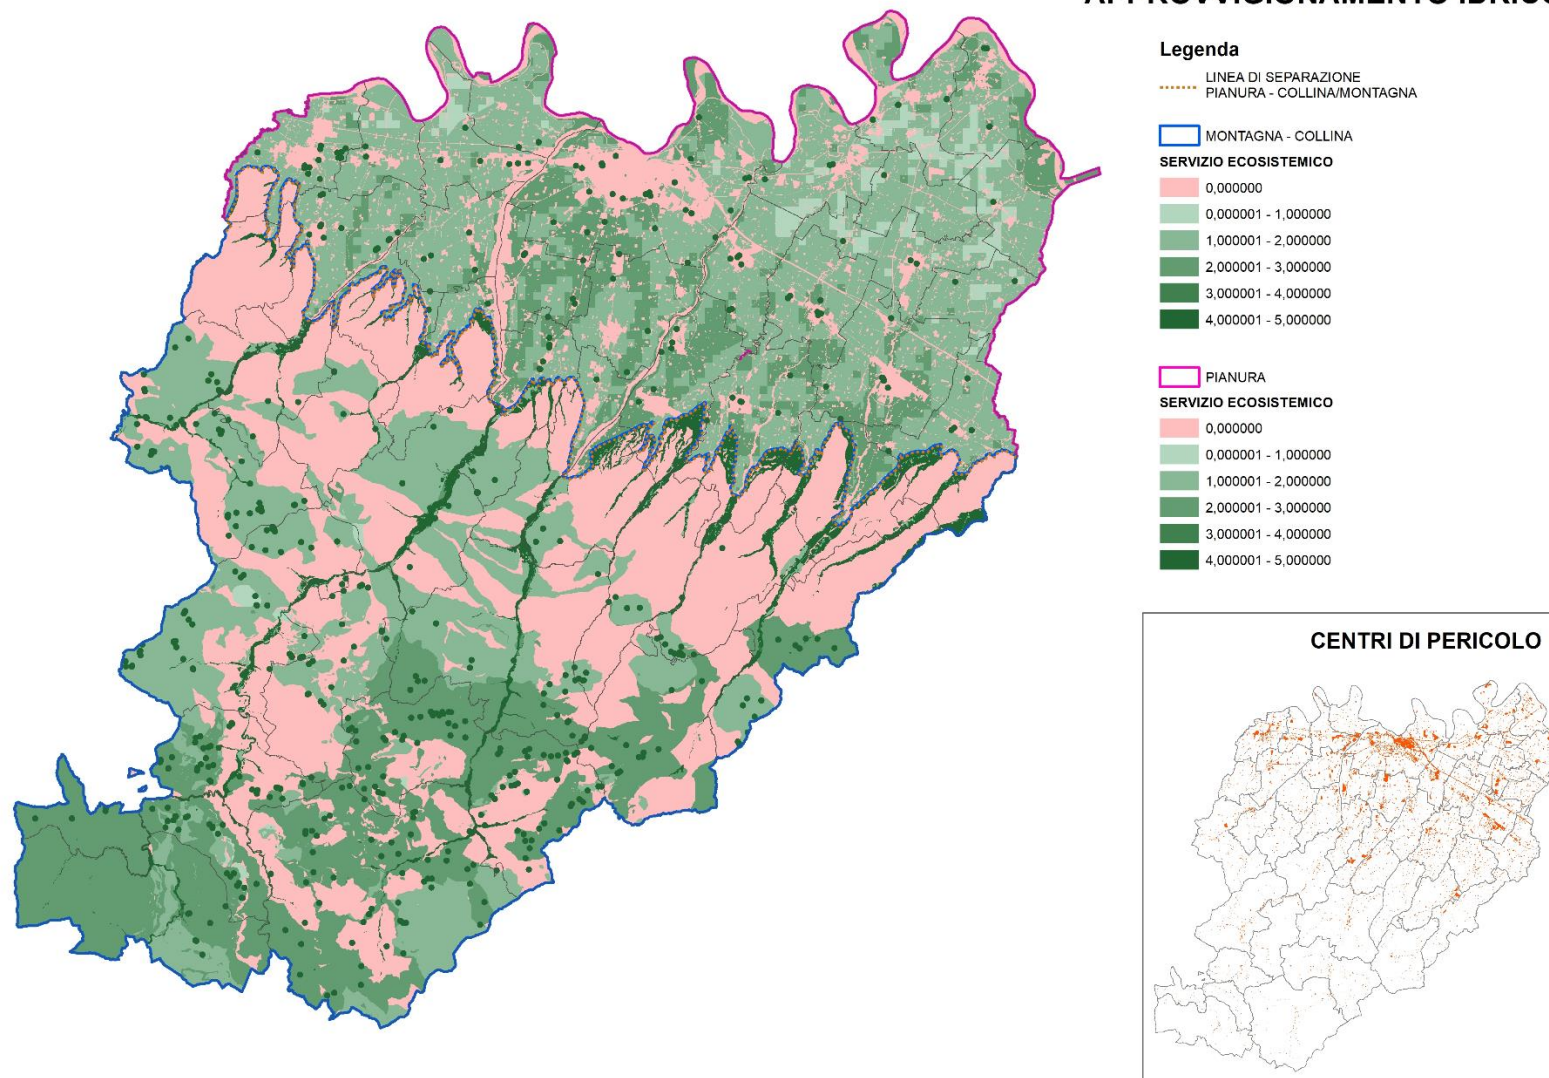 Legenda
LINEA DI SEPARAZIONE
PIANURA - COLLINA/MONTAGNA
MONTAGNA - COLLINA
SERVIZIO ECOSISTEMICO
0,000000
0,000001 - 1,000000
1,000001 - 2,000000
2,000001 - 3,000000
3,000001 - 4,000000
4,000001 - 5,000000
PIANURA
SERVIZIO ECOSISTEMICO
0,000000
0,000001 - 1,000000
1,000001 - 2,000000
2,000001 - 3,000000
3,000001 - 4,000000
4,000001 - 5,000000
CENTRI DI PERICOLO